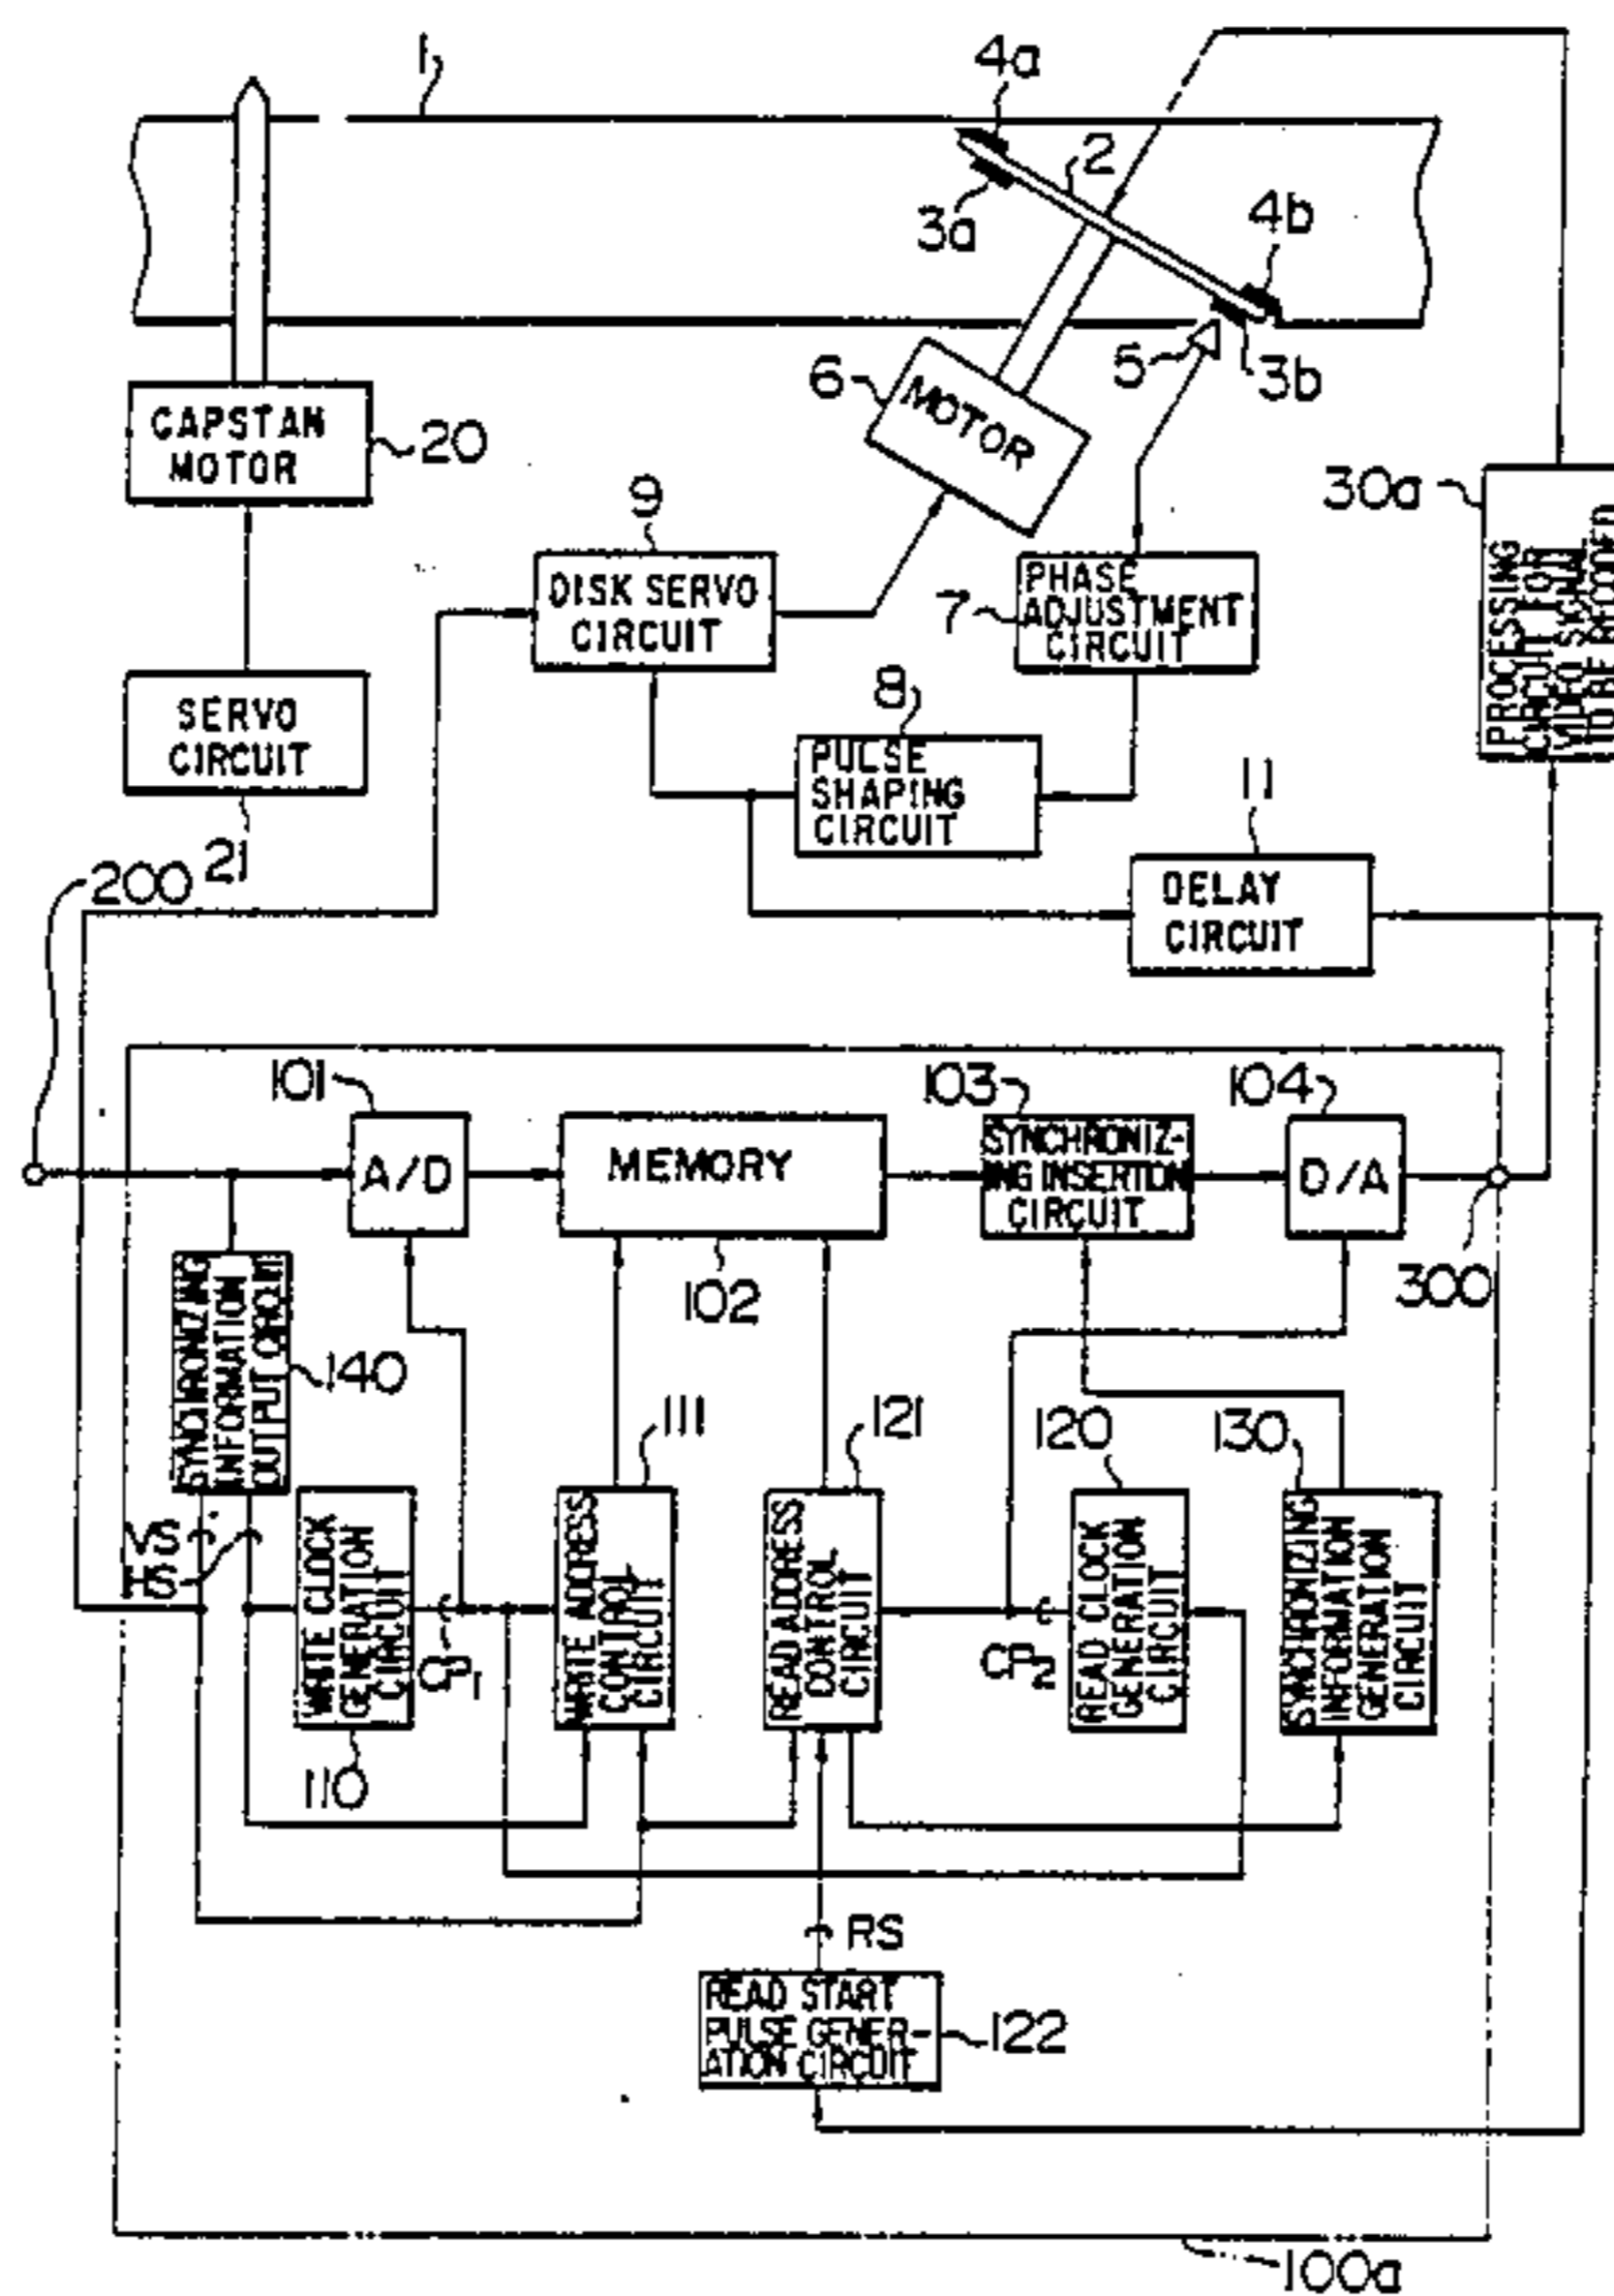 1
4a
2
3a
4b
5
3b
6
MOTOR
CAPSTAN
MOTOR
20
9
30a
DISK SERVO
CIRCUIT
7
PHASE
ADJUSTMENT
CIRCUIT
PROCESSING
CIRCUIT FOR
VIDEO SIGNAL
TO BE RECODED
SERVO
CIRCUIT
21
8
PULSE
SHAPING
CIRCUIT
11
DELAY
CIRCUIT
200
101
103
104
A/D
MEMORY
SYNCHRONIZ-
ING INSERTION
CIRCUIT
D/A
102
300
SYNCHRONIZING
INFORMATION
OUTPUT CIRCUIT
140
111
121
120
130
VS
HS
WRITE CLOCK
GENERATION
CIRCUIT
CP1
WRITE ADDRESS
CONTROL
CIRCUIT
READ ADDRESS
CONTROL
CIRCUIT
CP2
READ CLOCK
GENERATION
CIRCUIT
SYNCHRONIZING
INFORMATION
GENERATION
CIRCUIT
110
RS
READ START
PULSE GENER-
ATION CIRCUIT
122
100a